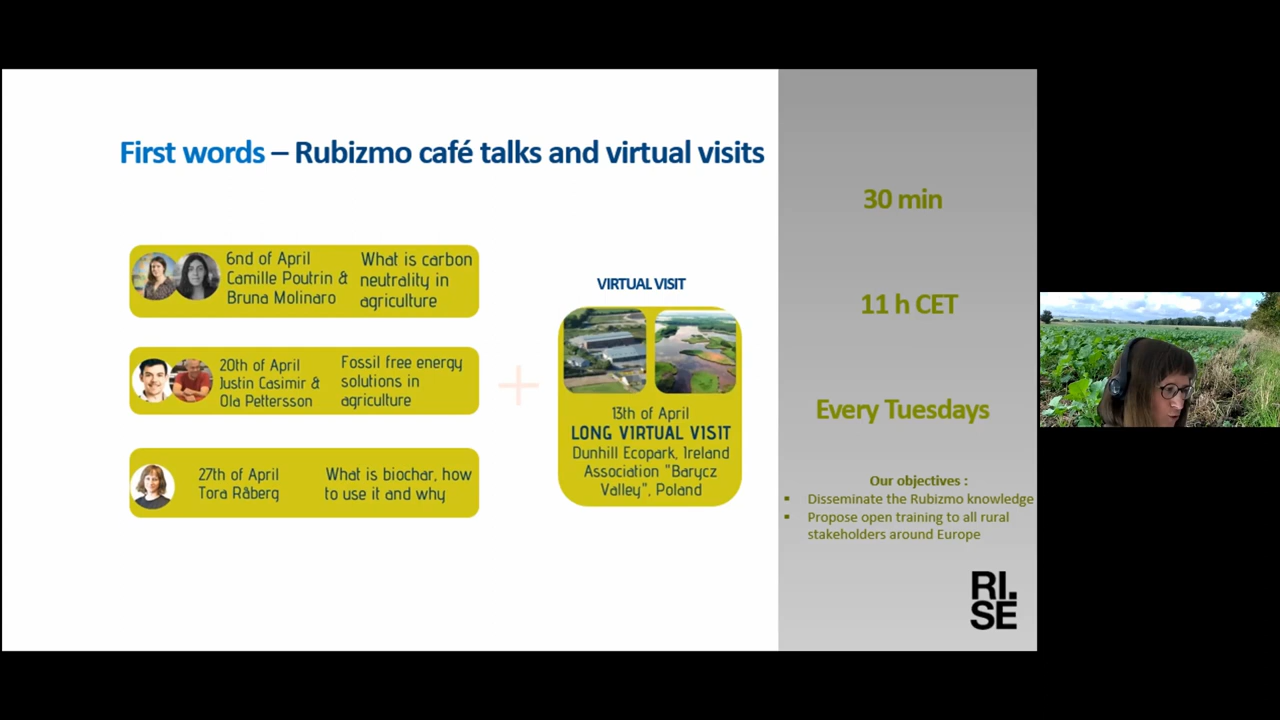 First words – Rubizmo café talks and virtual visits
6nd of April
Camille Poutrin &
Bruna Molinaro
What is carbon
neutrality in
agriculture
20th of April
Justin Casimir &
Ola Pettersson
Fossil free energy
solutions in
agriculture
27th of April
Tora Råberg
What is biochar, how
to use it and why
VIRTUAL VISIT
13th of April
LONG VIRTUAL VISIT
Dunhill Ecopark, Ireland
Association "Barycz
Valley", Poland
30 min
11 h CET
Every Tuesdays
Our objectives :
▪ Disseminate the Rubizmo knowledge
▪ Propose open training to all rural
stakeholders around Europe
RI.
SE